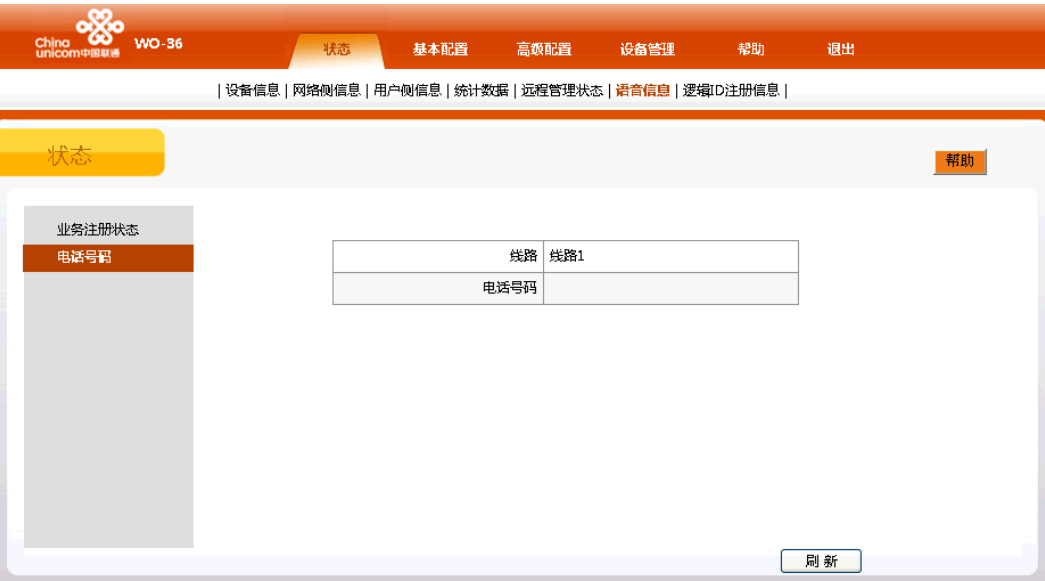 China
unicom中国联通
WO-36
状态 基本配置 高级配置 设备管理 帮助 退出
| 设备信息 | 网络侧信息 | 用户侧信息 | 统计数据 | 远程管理状态 | 语音信息 | 逻辑ID注册信息 |
状态
帮助
业务注册状态
电话号码
线路 线路1
电话号码
刷 新